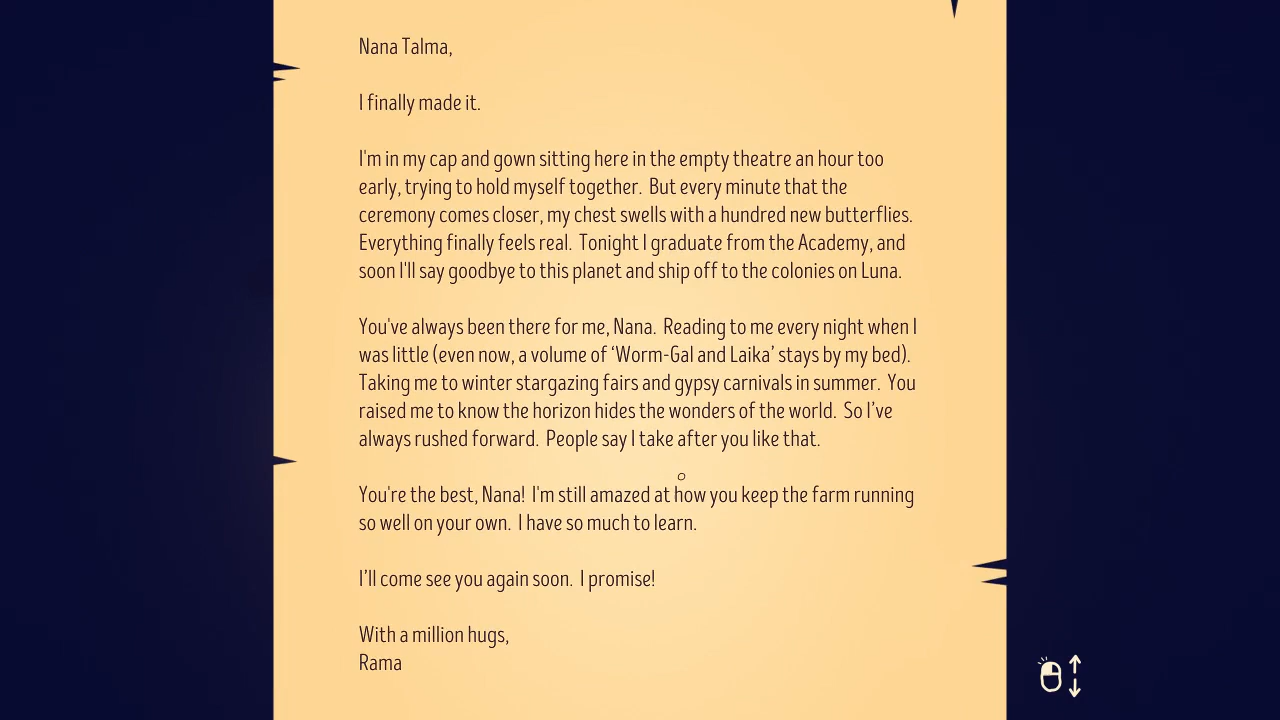 Nana Talma,
I finally made it.
I'm in my cap and gown sitting here in the empty theatre an hour too
early, trying to hold myself together.  But every minute that the
ceremony comes closer, my chest swells with a hundred new butterflies.
Everything finally feels real.  Tonight I graduate from the Academy, and
soon I'll say goodbye to this planet and ship off to the colonies on Luna.
You've always been there for me, Nana.  Reading to me every night when I
was little (even now, a volume of ‘Worm-Gal and Laika’ stays by my bed).
Taking me to winter stargazing fairs and gypsy carnivals in summer.  You
raised me to know the horizon hides the wonders of the world.  So I’ve
always rushed forward.  People say I take after you like that.
You're the best, Nana!  I'm still amazed at how you keep the farm running
so well on your own.  I have so much to learn.
I’ll come see you again soon.  I promise!
With a million hugs,
Rama